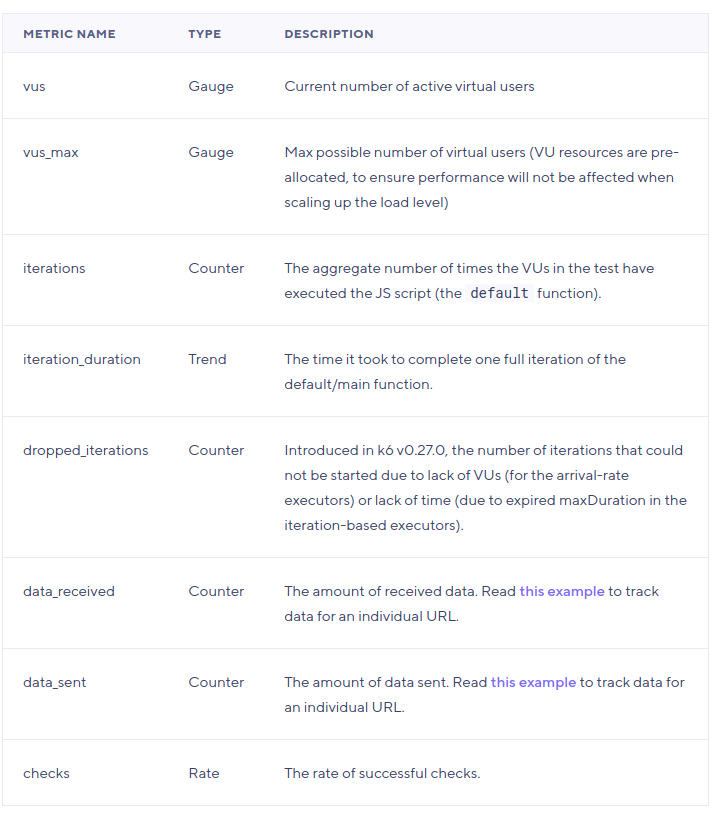 METRIC NAME TYPE DESCRIPTION
vus Gauge Current number of active virtual users
vus_max Gauge Max possible number of virtual users (VU resources are pre-
allocated, to ensure performance will not be affected when
scaling up the load level)
iterations Counter The aggregate number of times the VUs in the test have
executed the JS script (the default function).
iteration_duration Trend The time it took to complete one full iteration of the
default/main function.
dropped_iterations Counter Introduced in k6 v0.27.0, the number of iterations that could
not be started due to lack of VUs (for the arrival-rate
executors) or lack of time (due to expired maxDuration in the
iteration-based executors).
data_received Counter The amount of received data. Read this example to track
data for an individual URL.
data_sent Counter The amount of data sent. Read this example to track data for
an individual URL.
checks Rate The rate of successful checks.